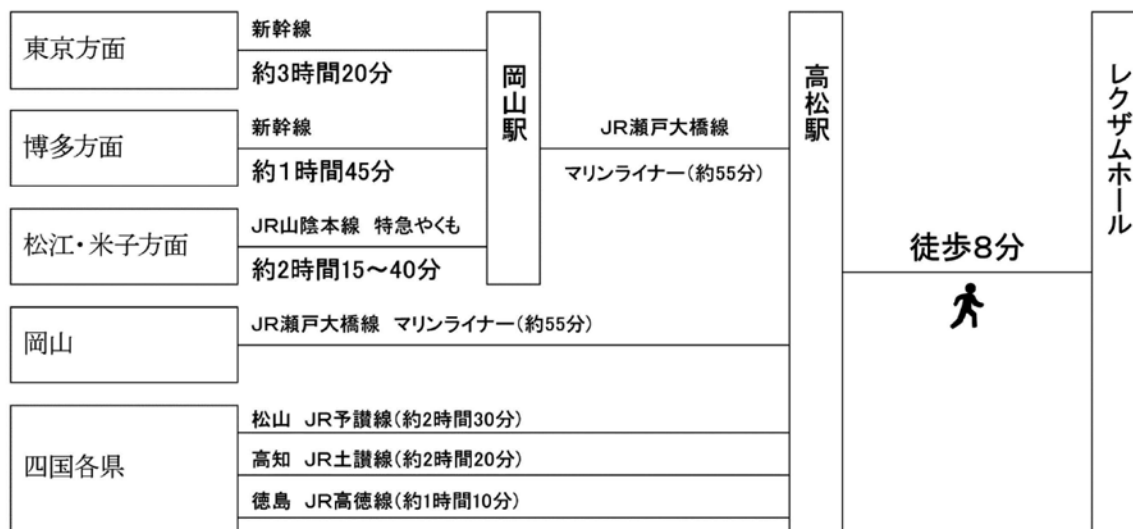 東京方面
新幹線
約3時間20分
博多方面
新幹線
約1時間45分
松江・米子方面
JR山陰本線 特急やくも
約2時間15～40分
岡山駅
JR瀬戸大橋線
マリンライナー(約55分)
岡山
JR瀬戸大橋線 マリンライナー(約55分)
四国各県
松山 JR予讃線(約2時間30分)
高知 JR土讃線(約2時間20分)
徳島 JR高徳線(約1時間10分)
高松駅
徒歩8分
レクザムホール